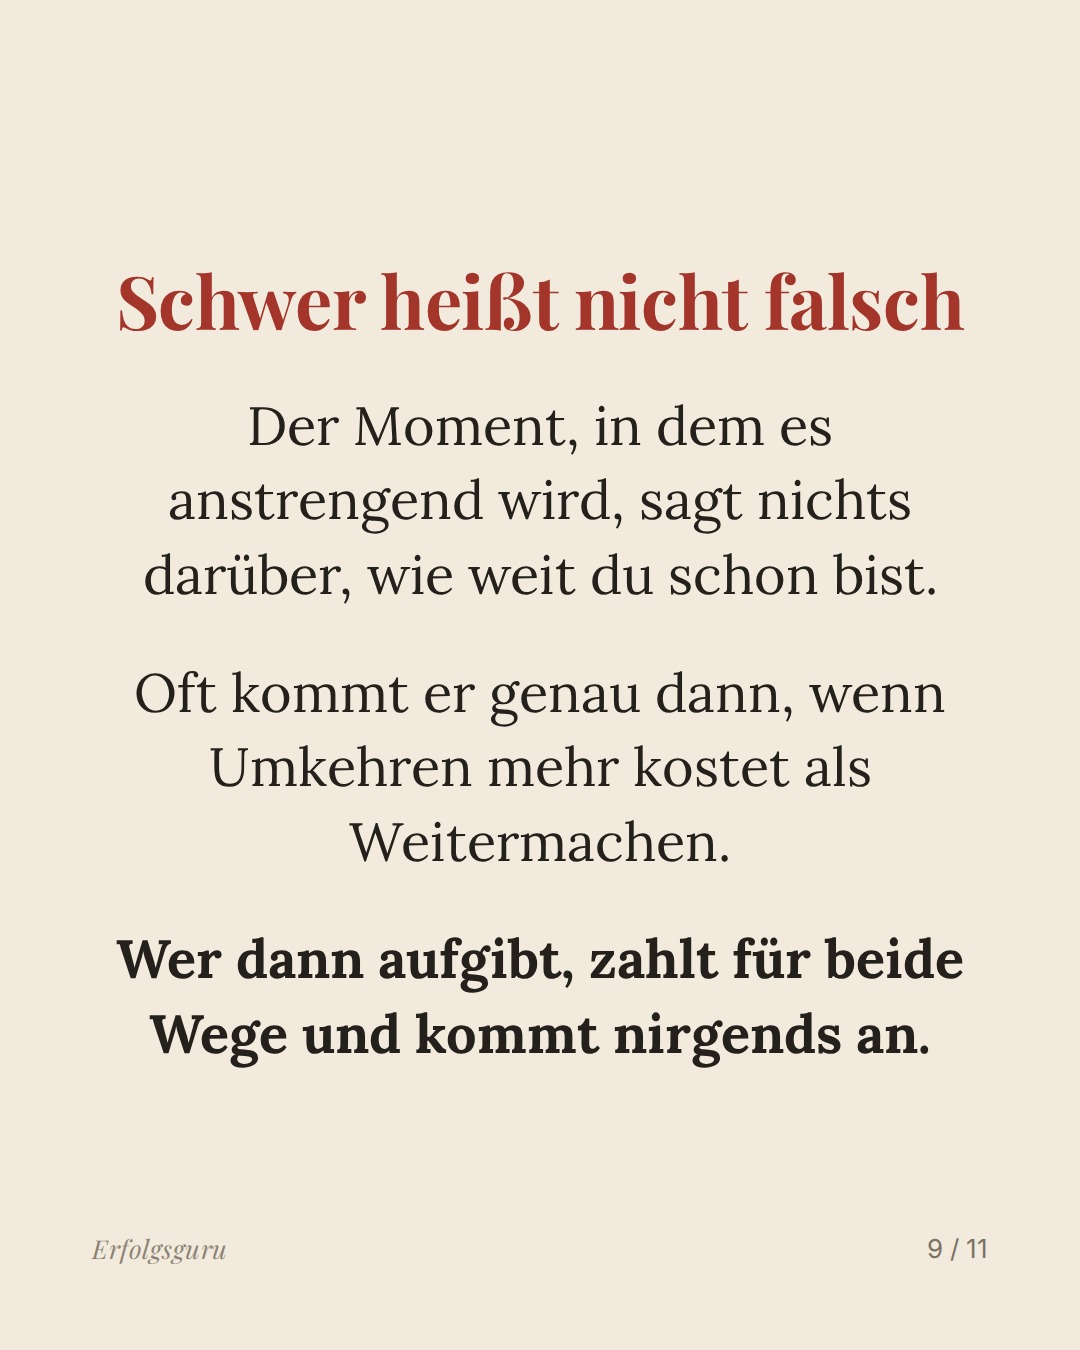 Schwer heißt nicht falsch
Der Moment, in dem es
anstrengend wird, sagt nichts
darüber, wie weit du schon bist.
Oft kommt er genau dann, wenn
Umkehren mehr kostet als
Weitermachen.
Wer dann aufgibt, zahlt für beide
Wege und kommt nirgends an.
Erfolgsguru
9 / 11